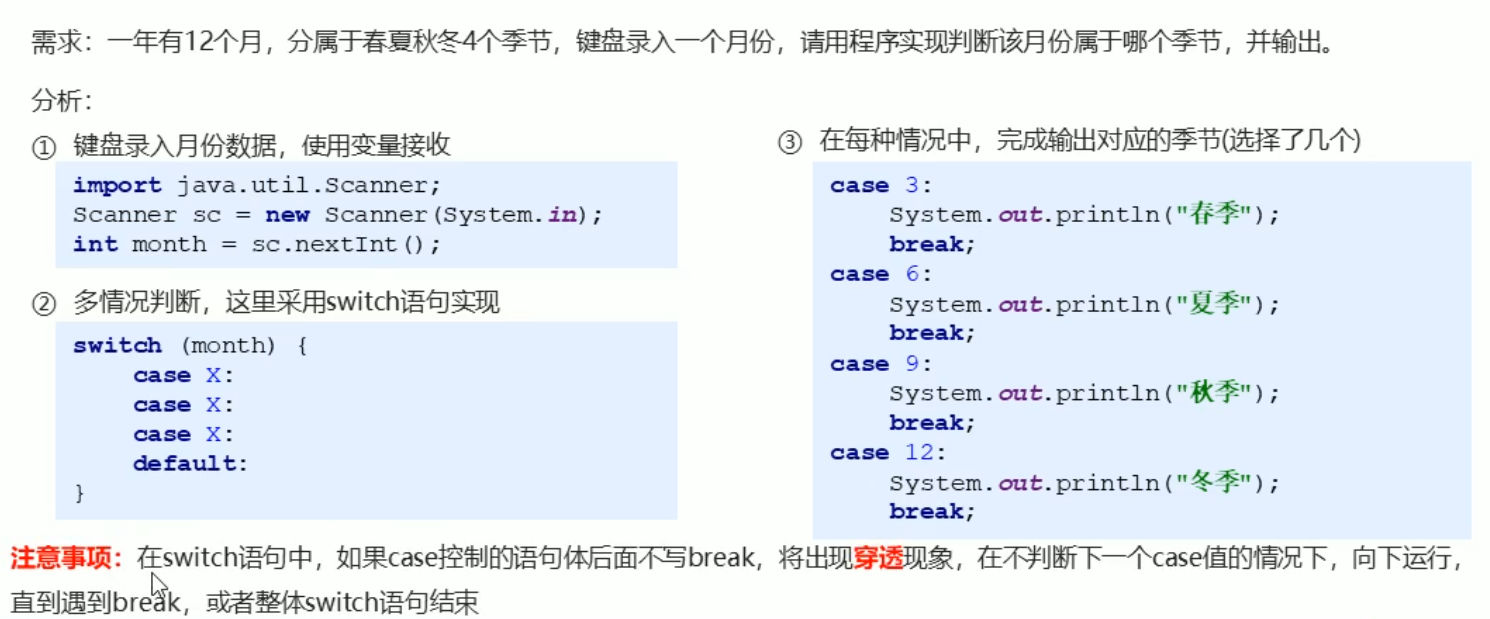 需求：一年有12个月，分属于春夏秋冬4个季节，键盘录入一个月份，请用程序实现判断该月份属于哪个季节，并输出。
分析：
① 键盘录入月份数据，使用变量接收
import java.util.Scanner;
Scanner sc = new Scanner(System.in);
int month = sc.nextInt();
② 多情况判断，这里采用switch语句实现
switch (month) {
    case X:
    case X:
    case X:
    default:
}
③ 在每种情况中，完成输出对应的季节(选择了几个)
case 3:
    System.out.println("春季");
    break;
case 6:
    System.out.println("夏季");
    break;
case 9:
    System.out.println("秋季");
    break;
case 12:
    System.out.println("冬季");
    break;
注意事项：在switch语句中，如果case控制的语句体后面不写break，将出现穿透现象，在不判断下一个case值的情况下，向下运行，
直到遇到break，或者整体switch语句结束